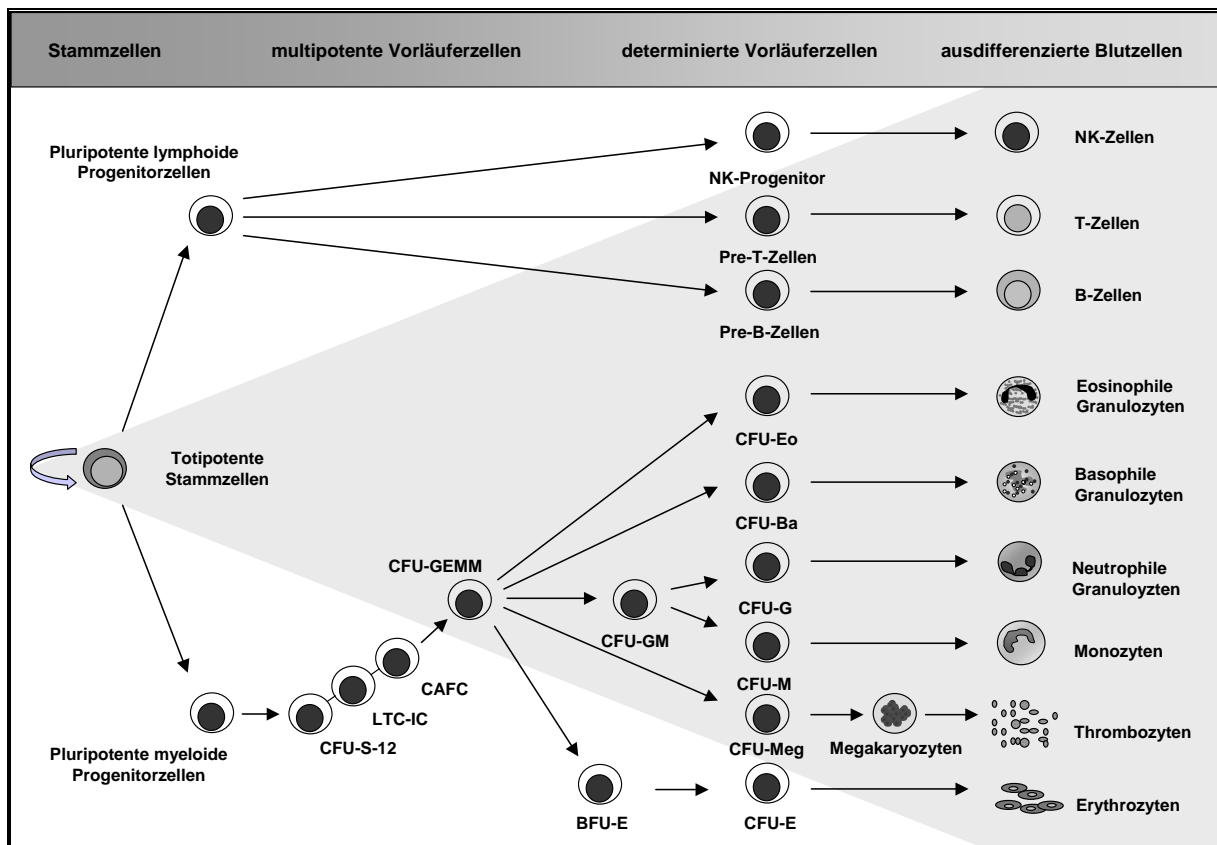 Stammzellen
multipotente Vorläuferzellen
determinierte Vorläuferzellen
ausdifferenzierte Blutzellen
Pluripotente lymphoide
Progenitorzellen
NK-Progenitor
NK-Zellen
Pre-T-Zellen
T-Zellen
Pre-B-Zellen
B-Zellen
Totipotente
Stammzellen
CFU-Eo
Eosinophile
Granulozyten
CFU-Ba
Basophile
Granulozyten
CFU-GEMM
CFU-GM
CFU-G
Neutrophile
Granuloyzten
CFU-M
Monozyten
CAFC
LTC-IC
CFU-S-12
Pluripotente myeloide
Progenitorzellen
CFU-Meg
Megakaryozyten
Thrombozyten
BFU-E
CFU-E
Erythrozyten